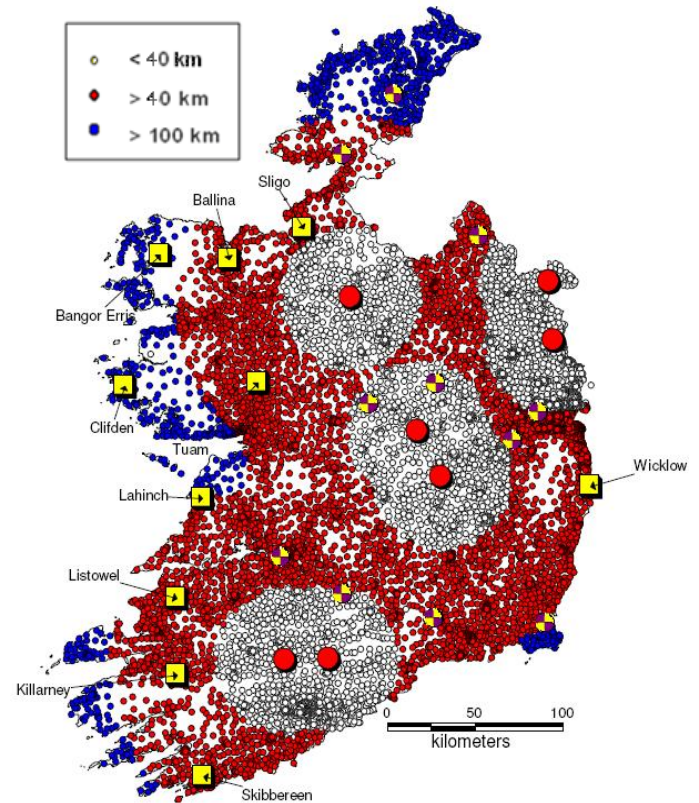 < 40 km
> 40 km
> 100 km
Sligo
Ballina
Bangor Erris
Clifden
Tuam
Lahinch
Wicklow
Listowel
Killarney
0 50 100
kilometers
Skibbereen